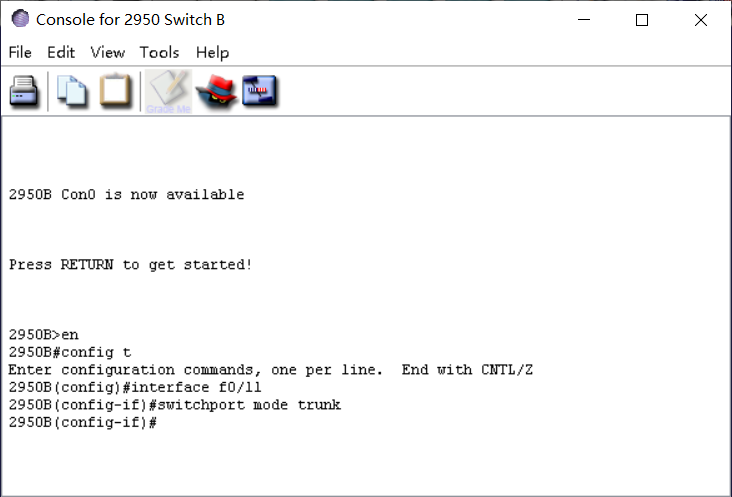 Console for 2950 Switch B
File Edit View Tools Help
Grade Me
2950B Con0 is now available
Press RETURN to get started!
2950B>en
2950B#config t
Enter configuration commands, one per line.  End with CNTL/Z
2950B(config)#interface f0/11
2950B(config-if)#switchport mode trunk
2950B(config-if)#